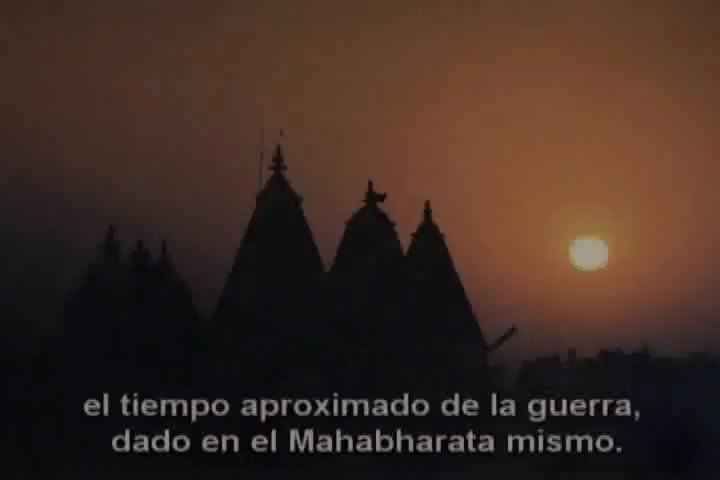 el tiempo aproximado de la guerra,
dado en el Mahabharata mismo.